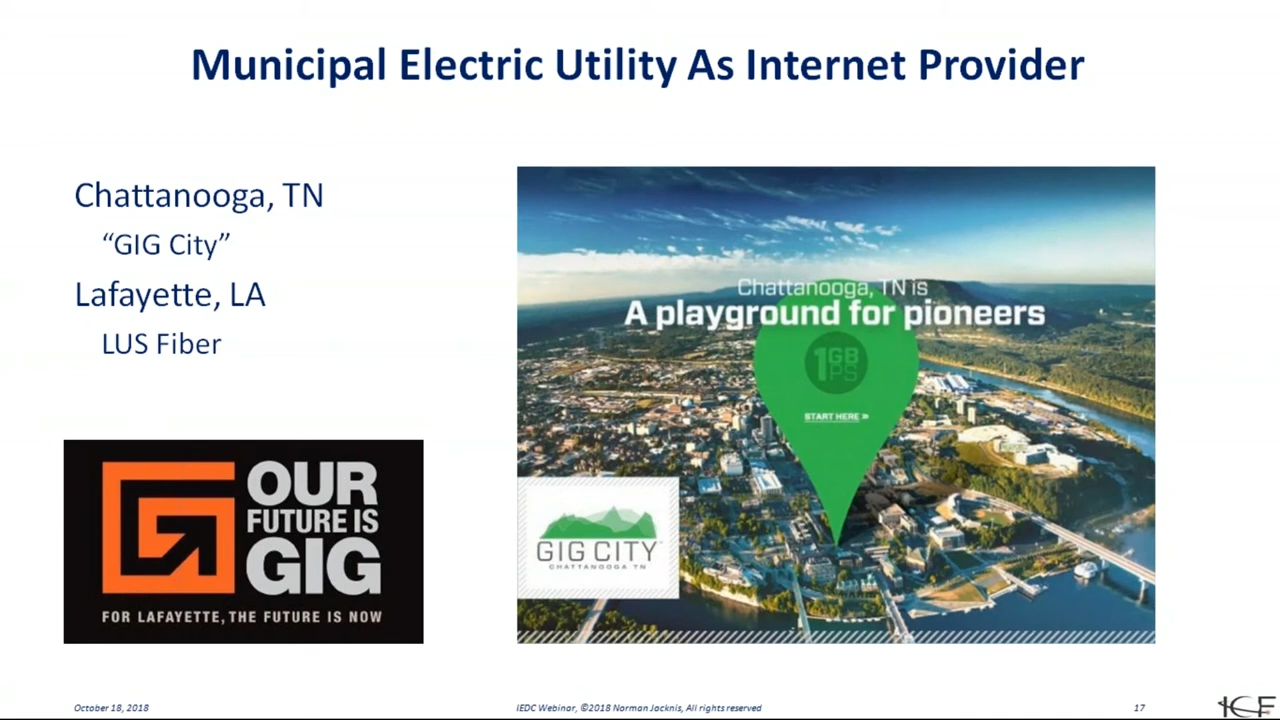 Municipal Electric Utility As Internet Provider
Chattanooga, TN
“GIG City”
Lafayette, LA
LUS Fiber
OUR
FUTURE IS
GIG
FOR LAFAYETTE, THE FUTURE IS NOW
Chattanooga, TN is
A playground for pioneers
1GB
PS
START HERE »
GIG CITY™
CHATTANOOGA TN
October 18, 2018
IEDC Webinar, ©2018 Norman Jacknis, All rights reserved
17
ICF